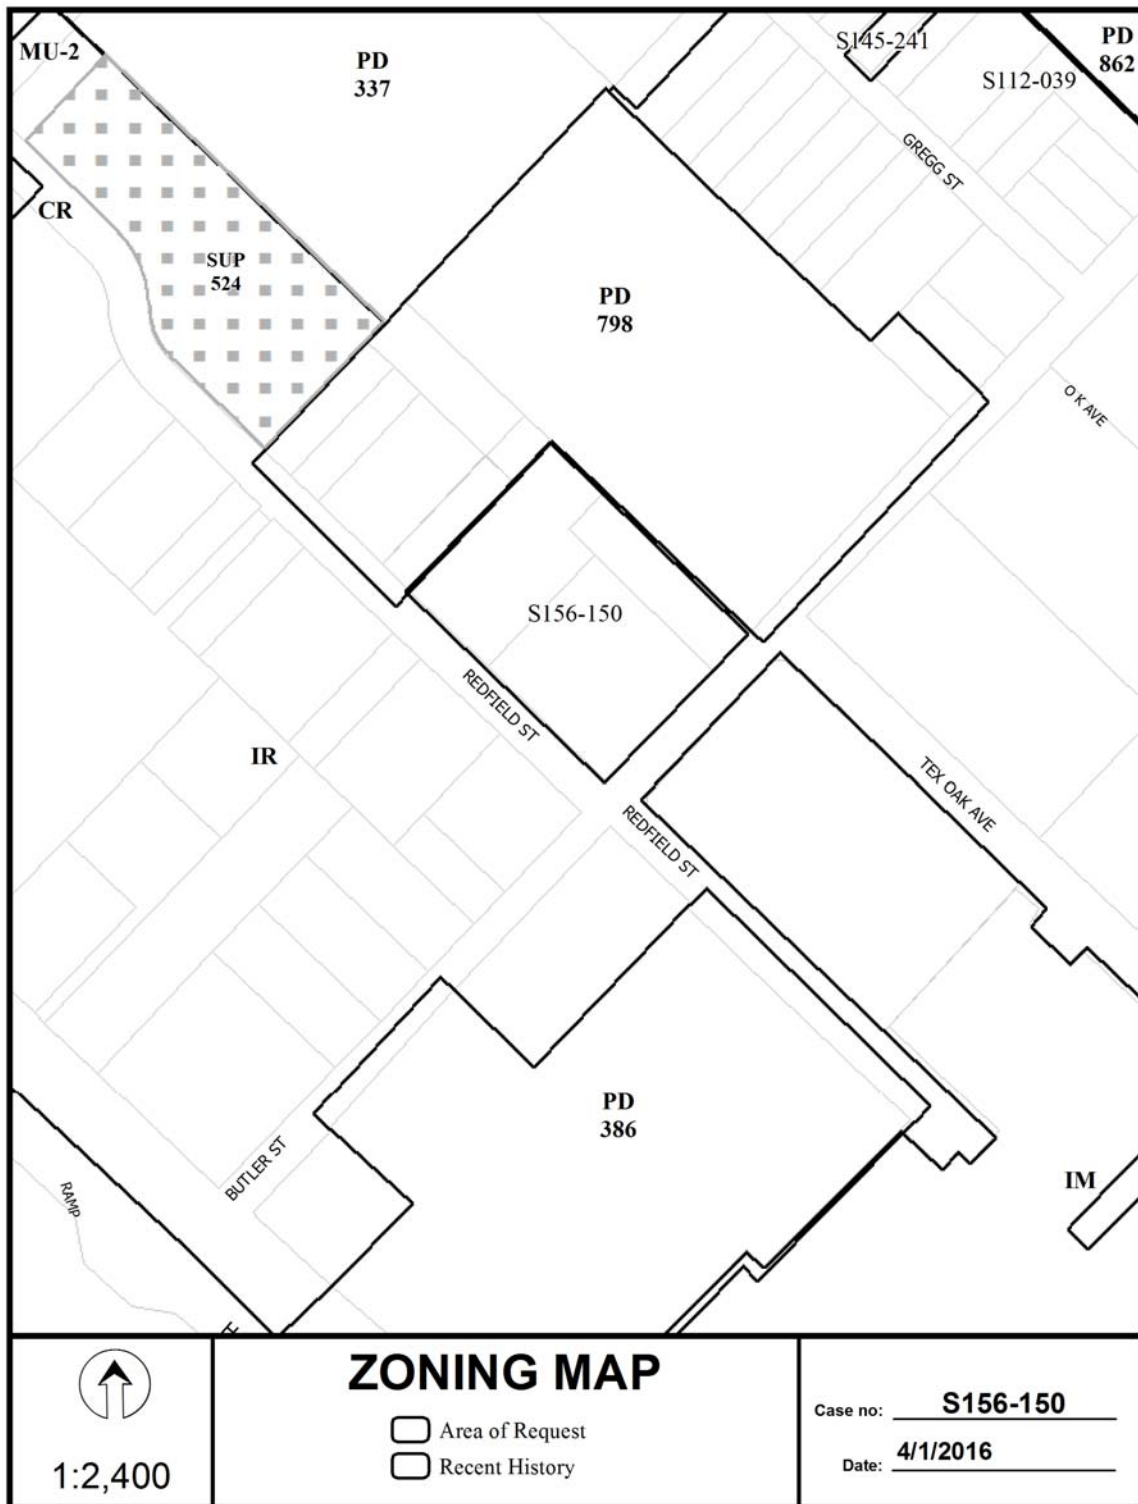 MU-2
PD
337
S145-241
PD
862
S112-039
GREGG ST
CR
SUP
524
PD
798
O K AVE
S156-150
REDFIELD ST
IR
TEX OAK AVE
REDFIELD ST
PD
386
BUTLER ST
RAMP
IM
ZONING MAP
Area of Request
Recent History
1:2,400
Case no: S156-150
Date: 4/1/2016